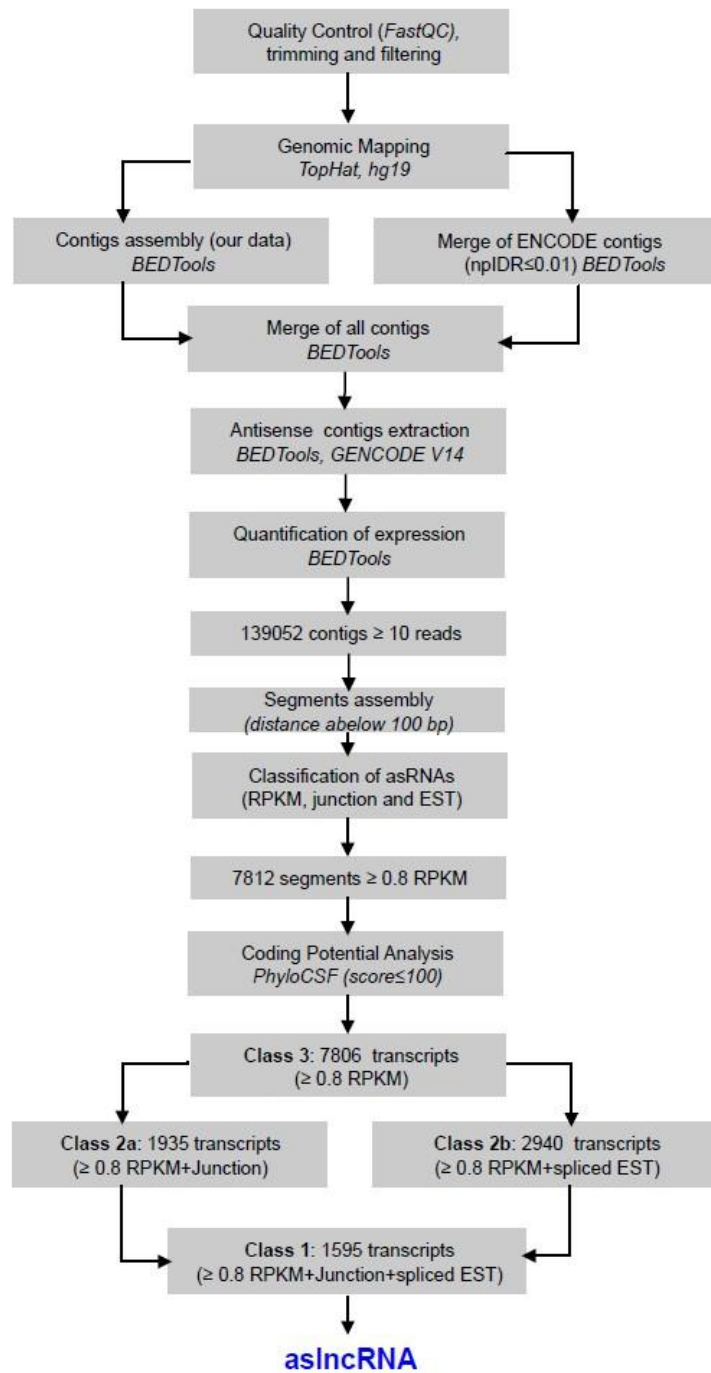 Quality Control (FastQC),
trimming and filtering
Genomic Mapping
TopHat, hg19
Contigs assembly (our data)
BEDTools
Merge of ENCODE contigs
(npIDR≤0.01) BEDTools
Merge of all contigs
BEDTools
Antisense contigs extraction
BEDTools, GENCODE V14
Quantification of expression
BEDTools
139052 contigs ≥ 10 reads
Segments assembly
(distance abelow 100 bp)
Classification of asRNAs
(RPKM, junction and EST)
7812 segments ≥ 0.8 RPKM
Coding Potential Analysis
PhyloCSF (score≤100)
Class 3: 7806 transcripts
(≥ 0.8 RPKM)
Class 2a: 1935 transcripts
(≥ 0.8 RPKM+Junction)
Class 2b: 2940 transcripts
(≥ 0.8 RPKM+spliced EST)
Class 1: 1595 transcripts
(≥ 0.8 RPKM+Junction+spliced EST)
aslncRNA